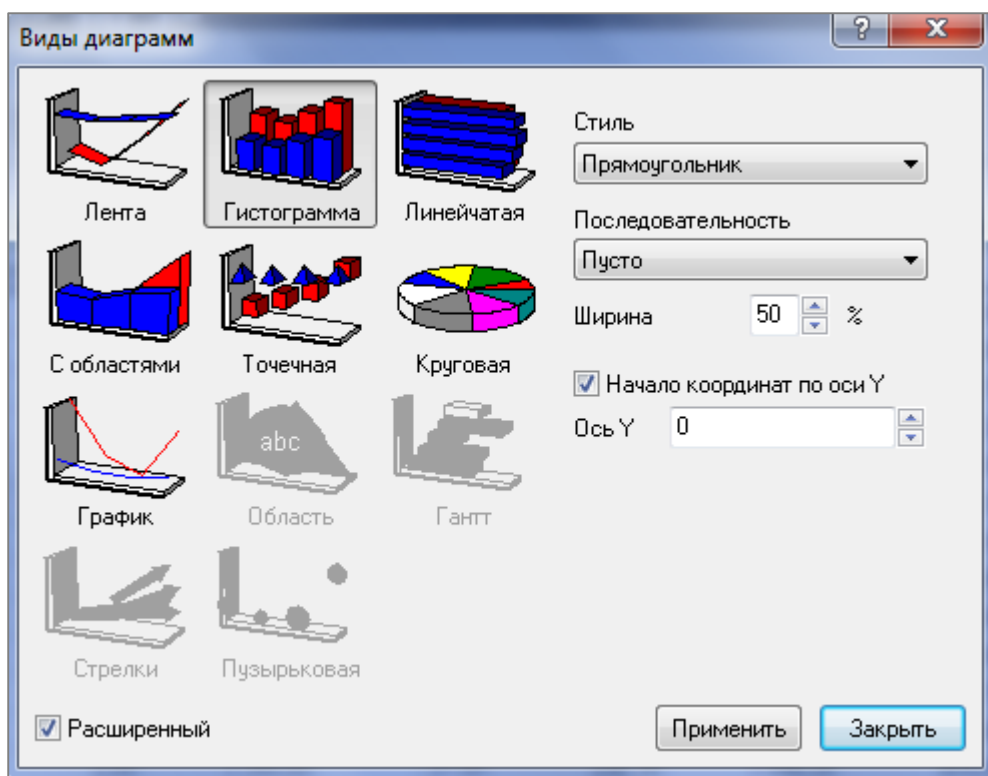 Виды диаграмм
?
Лента
Гистограмма
Линейчатая
С областями
Точечная
Круговая
График
abc
Область
Гантт
Стрелки
Пузырьковая
Стиль
Прямоугольник
Последовательность
Пусто
Ширина 50 %
Начало координат по оси Y
Ось Y 0
Расширенный
Применить
Закрыть